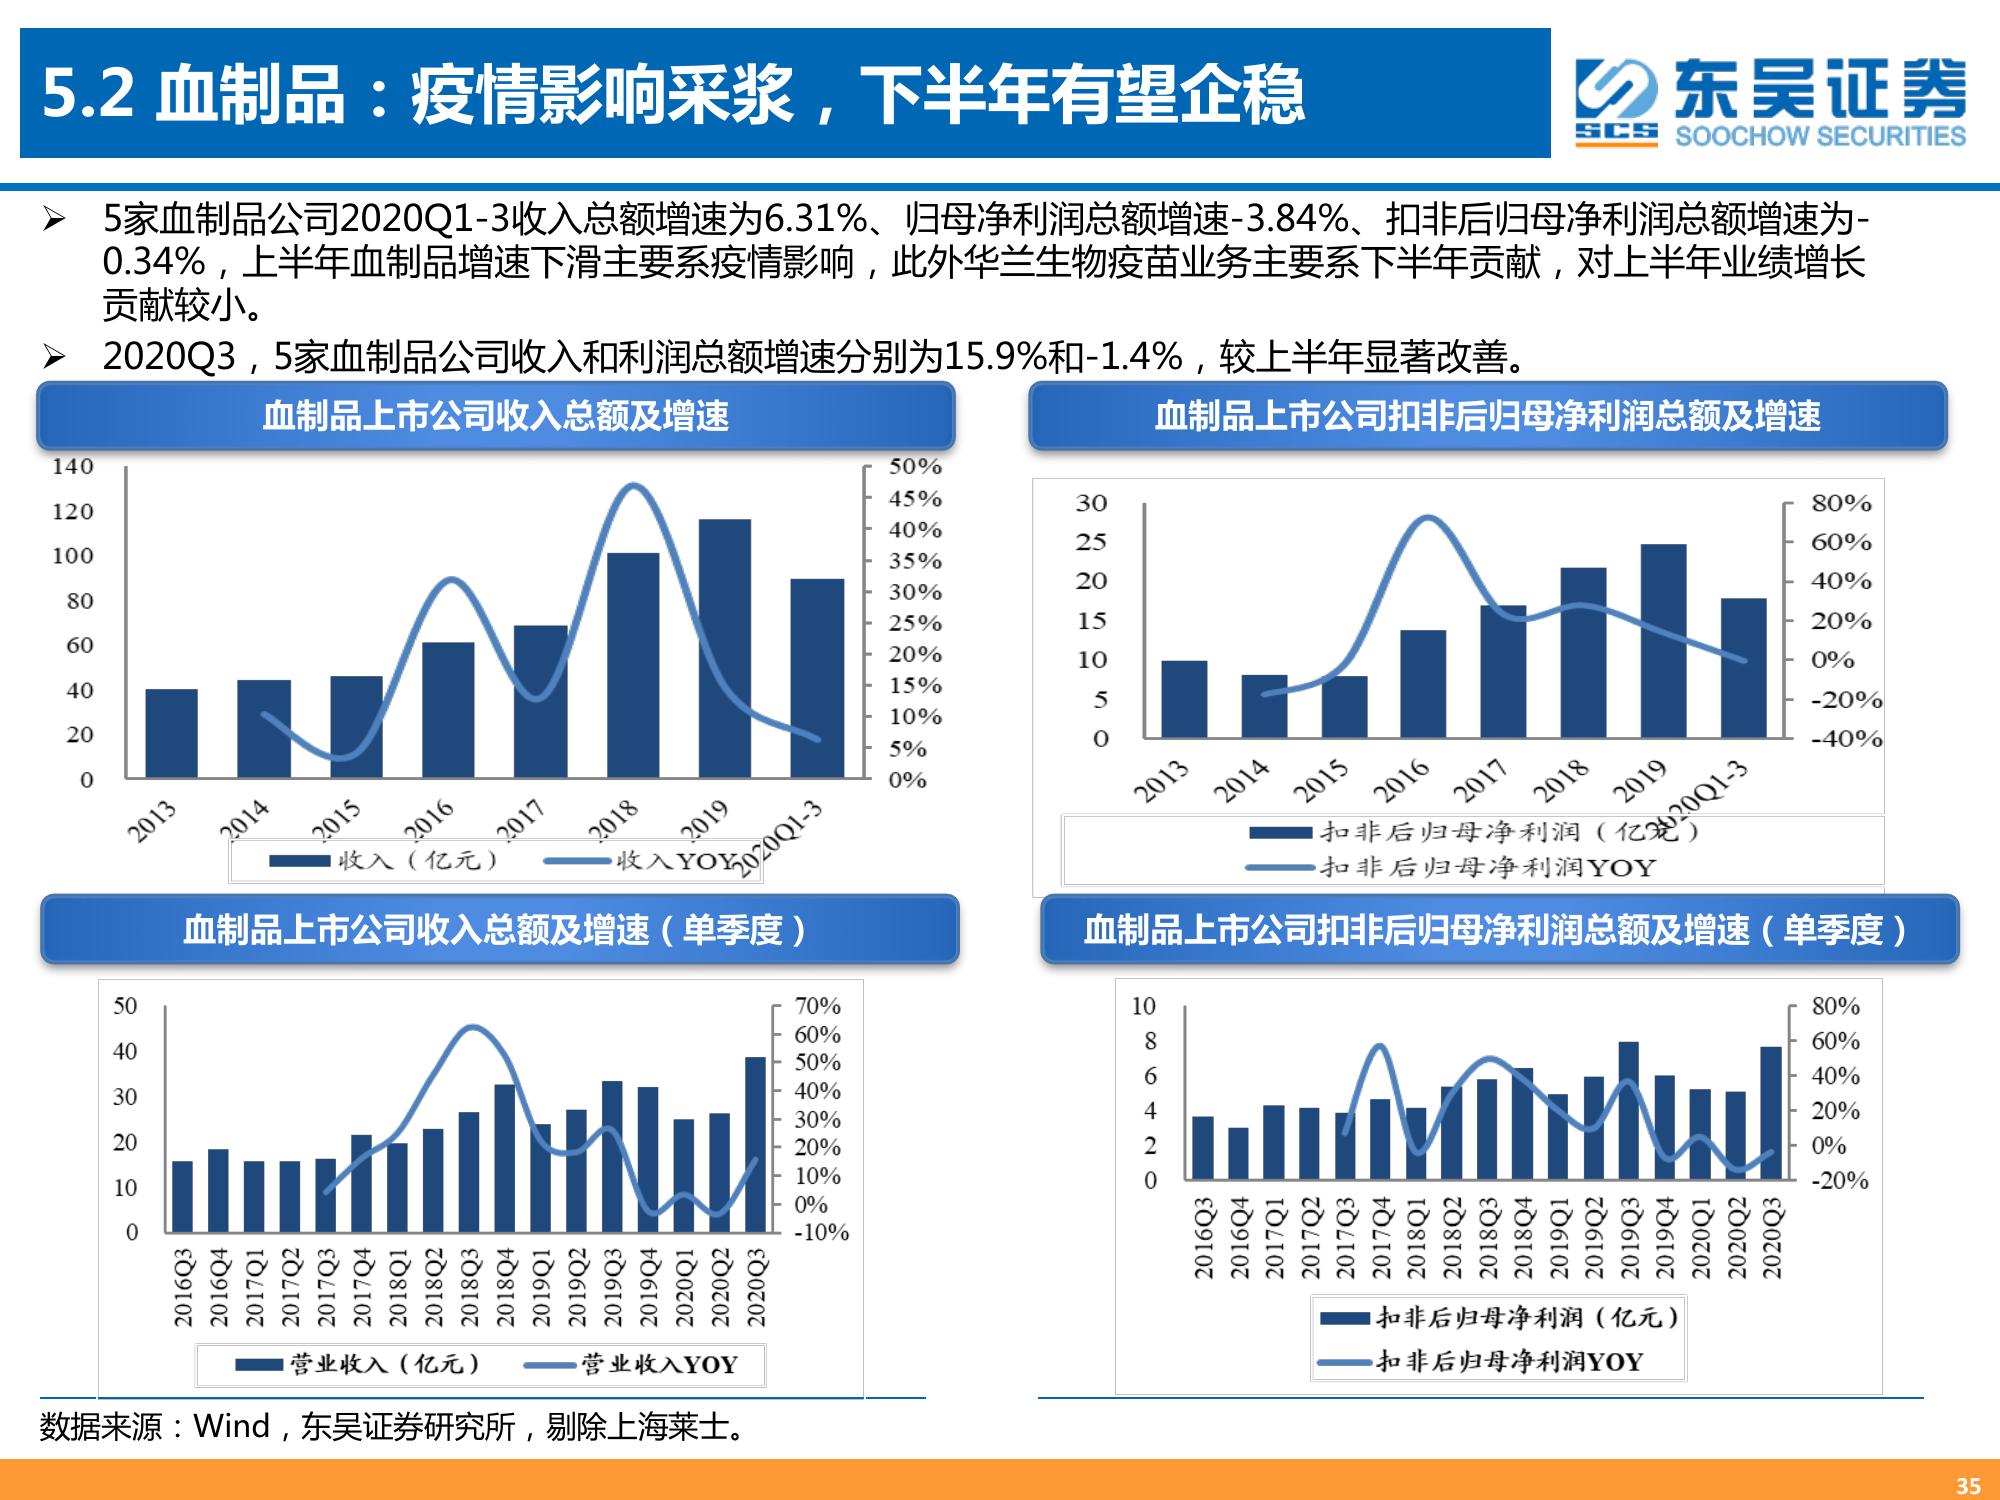 5.2 血制品：疫情影响采浆，下半年有望企稳
SCS
东吴证券
SOOCHOW SECURITIES
➢ 5家血制品公司2020Q1-3收入总额增速为6.31%、归母净利润总额增速-3.84%、扣非后归母净利润总额增速为-
0.34%，上半年血制品增速下滑主要系疫情影响，此外华兰生物疫苗业务主要系下半年贡献，对上半年业绩增长
贡献较小。
➢ 2020Q3，5家血制品公司收入和利润总额增速分别为15.9%和-1.4%，较上半年显著改善。
血制品上市公司收入总额及增速
140
120
100
80
60
40
20
0
50%
45%
40%
35%
30%
25%
20%
15%
10%
5%
0%
2013 2014 2015 2016 2017 2018 2019 2020Q1-3
收入（亿元） 收入YOY
血制品上市公司扣非后归母净利润总额及增速
30
25
20
15
10
5
0
80%
60%
40%
20%
0%
-20%
-40%
2013 2014 2015 2016 2017 2018 2019 2020Q1-3
扣非后归母净利润（亿元）
扣非后归母净利润YOY
血制品上市公司收入总额及增速（单季度）
50
40
30
20
10
0
70%
60%
50%
40%
30%
20%
10%
0%
-10%
2016Q3 2016Q4 2017Q1 2017Q2 2017Q3 2017Q4 2018Q1 2018Q2 2018Q3 2018Q4 2019Q1 2019Q2 2019Q3 2019Q4 2020Q1 2020Q2 2020Q3
营业收入（亿元） 营业收入YOY
血制品上市公司扣非后归母净利润总额及增速（单季度）
10
8
6
4
2
0
80%
60%
40%
20%
0%
-20%
2016Q3 2016Q4 2017Q1 2017Q2 2017Q3 2017Q4 2018Q1 2018Q2 2018Q3 2018Q4 2019Q1 2019Q2 2019Q3 2019Q4 2020Q1 2020Q2 2020Q3
扣非后归母净利润（亿元）
扣非后归母净利润YOY
数据来源：Wind，东吴证券研究所，剔除上海莱士。
35